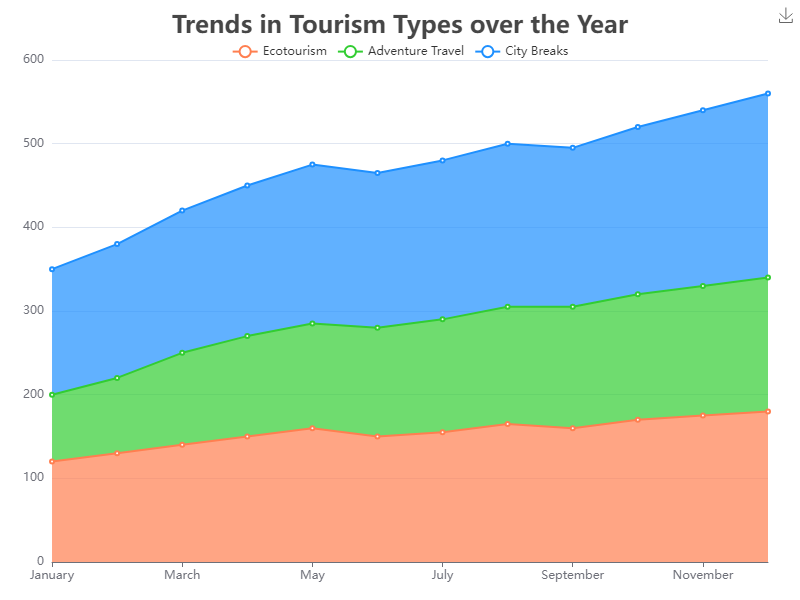 Trends in Tourism Types over the Year
Ecotourism Adventure Travel City Breaks
600
500
400
300
200
100
0
January March May July September November